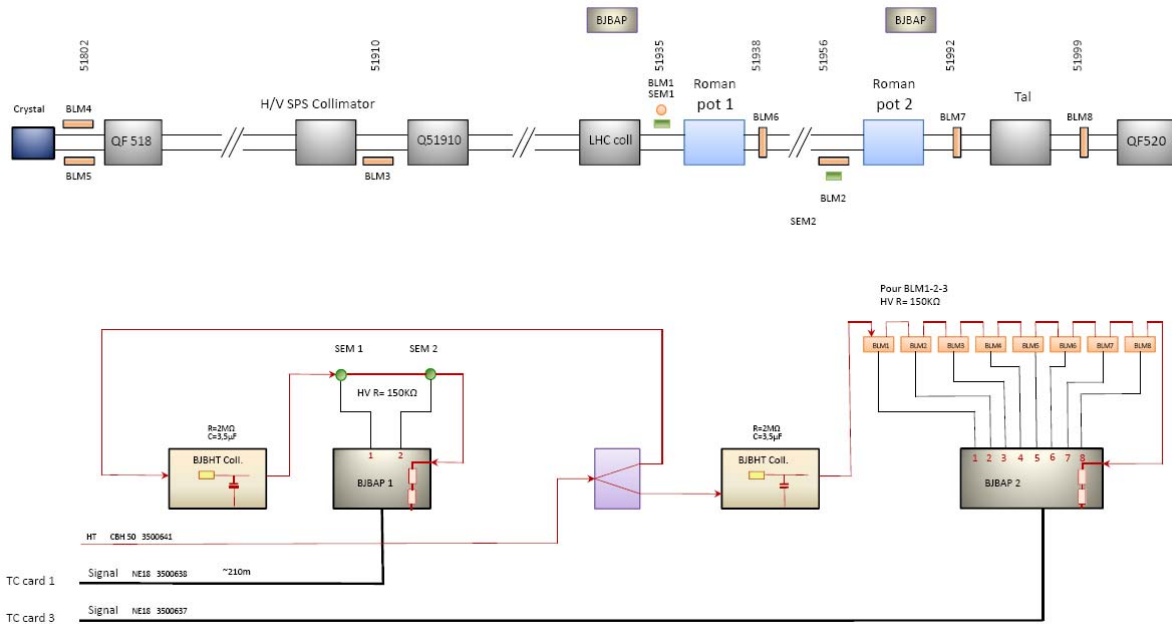 BJBAP
BJBAP
51802
51910
51935
51938
51956
51992
51999
Crystal
BLM4
H/V SPS Collimator
BLM1
SEM1
Roman
pot 1
Roman
pot 2
Tal
QF 518
Q51910
LHC coll
BLM6
BLM7
BLM8
QF520
BLM5
BLM3
BLM2
SEM2
Pour BLM1-2-3
HV R= 150KΩ
SEM 1
SEM 2
BLM1
BLM2
BLM3
BLM4
BLM5
BLM6
BLM7
BLM8
HV R= 150KΩ
R=2MΩ
C=3,5µF
R=2MΩ
C=3,5µF
BJBHT Coll.
1 2
BJBAP 1
BJBHT Coll.
1 2 3 4 5 6 7 8
BJBAP 2
HT CBH 50 3500641
TC card 1 Signal NE18 3500638 ~210m
TC card 3 Signal NE18 3500637